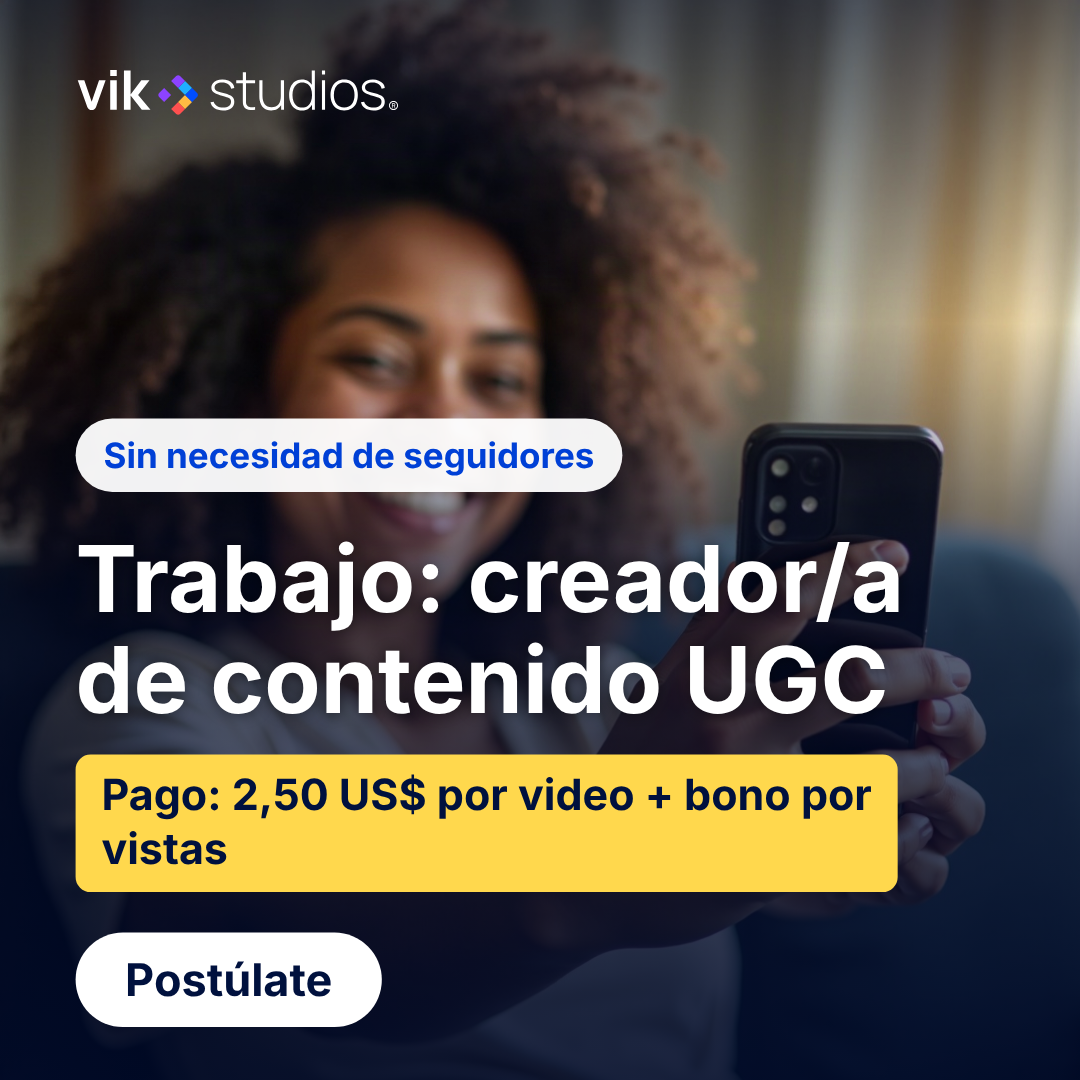 vik studios®
Sin necesidad de seguidores
Trabajo: creador/a
de contenido UGC
Pago: 2,50 US$ por video + bono por
vistas
Postúlate